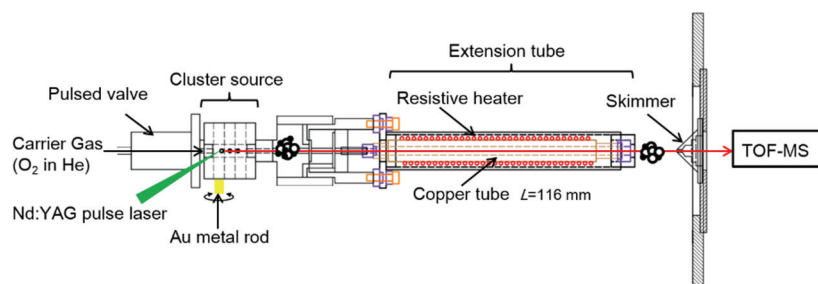 Extension tube
Cluster source
Resistive heater
Skimmer
Pulsed valve
Carrier Gas
(O2 in He)
TOF-MS
Copper tube L=116 mm
Nd:YAG pulse laser
Au metal rod